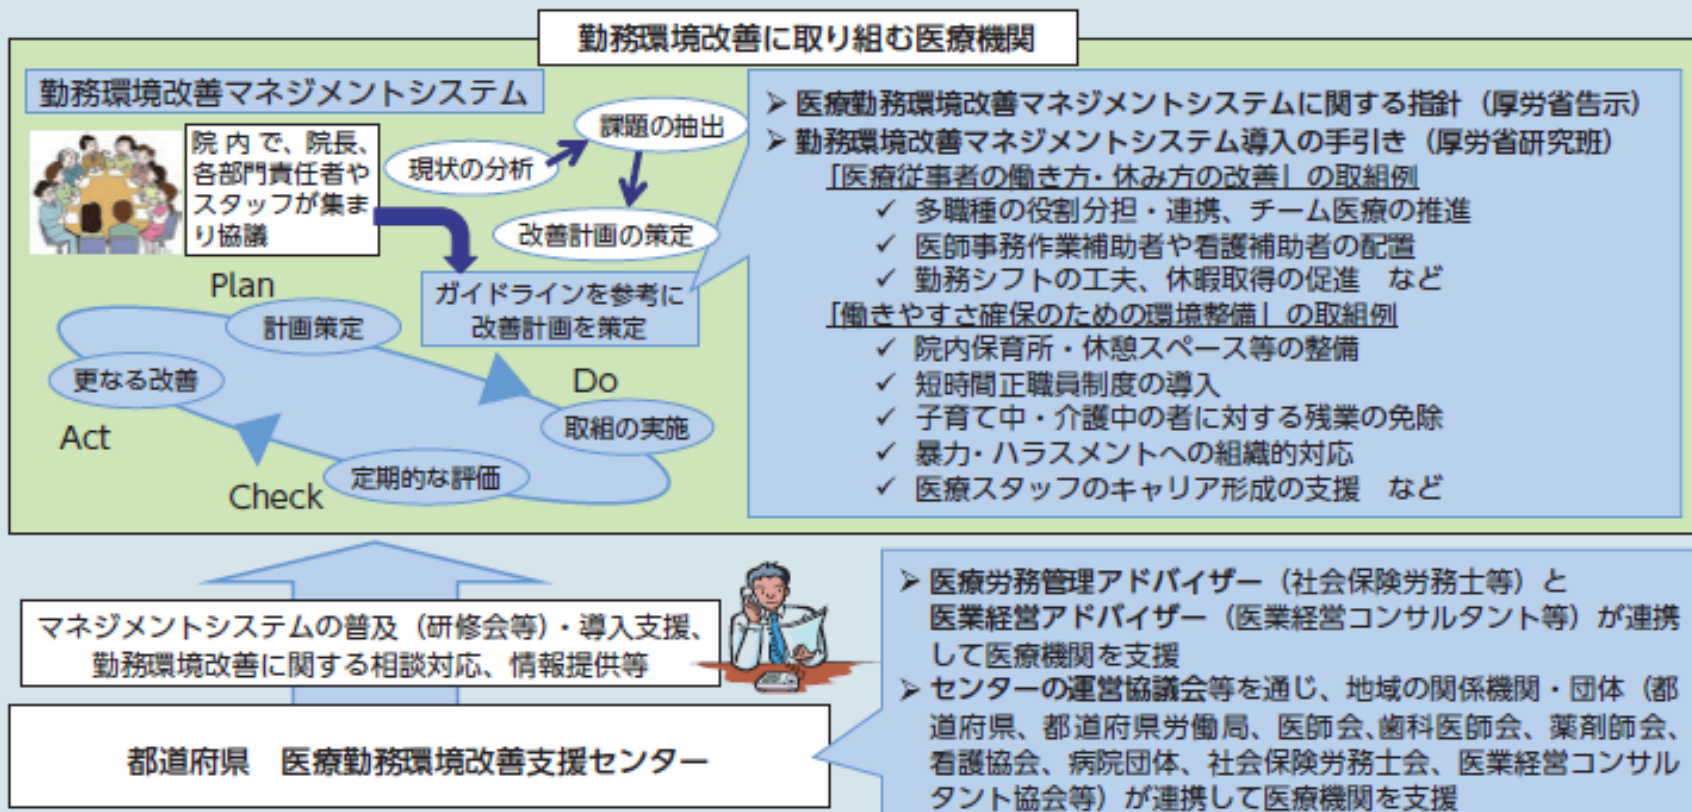 勤務環境改善に取り組む医療機関
勤務環境改善マネジメントシステム
院内で、院長、
各部門責任者や
スタッフが集ま
り協議
現状の分析
課題の抽出
改善計画の策定
ガイドラインを参考に
改善計画を策定
Plan
計画策定
Do
取組の実施
Check
定期的な評価
Act
更なる改善
➢ 医療勤務環境改善マネジメントシステムに関する指針（厚労省告示）
➢ 勤務環境改善マネジメントシステム導入の手引き（厚労省研究班）
「医療従事者の働き方・休み方の改善」の取組例
✓ 多職種の役割分担・連携、チーム医療の推進
✓ 医師事務作業補助者や看護補助者の配置
✓ 勤務シフトの工夫、休暇取得の促進　など
「働きやすさ確保のための環境整備」の取組例
✓ 院内保育所・休憩スペース等の整備
✓ 短時間正職員制度の導入
✓ 子育て中・介護中の者に対する残業の免除
✓ 暴力・ハラスメントへの組織的対応
✓ 医療スタッフのキャリア形成の支援　など
マネジメントシステムの普及（研修会等）・導入支援、
勤務環境改善に関する相談対応、情報提供等
都道府県　医療勤務環境改善支援センター
➢ 医療労務管理アドバイザー（社会保険労務士等）と
医業経営アドバイザー（医業経営コンサルタント等）が連携
して医療機関を支援
➢ センターの運営協議会等を通じ、地域の関係機関・団体（都
道府県、都道府県労働局、医師会、歯科医師会、薬剤師会、
看護協会、病院団体、社会保険労務士会、医業経営コンサル
タント協会等）が連携して医療機関を支援